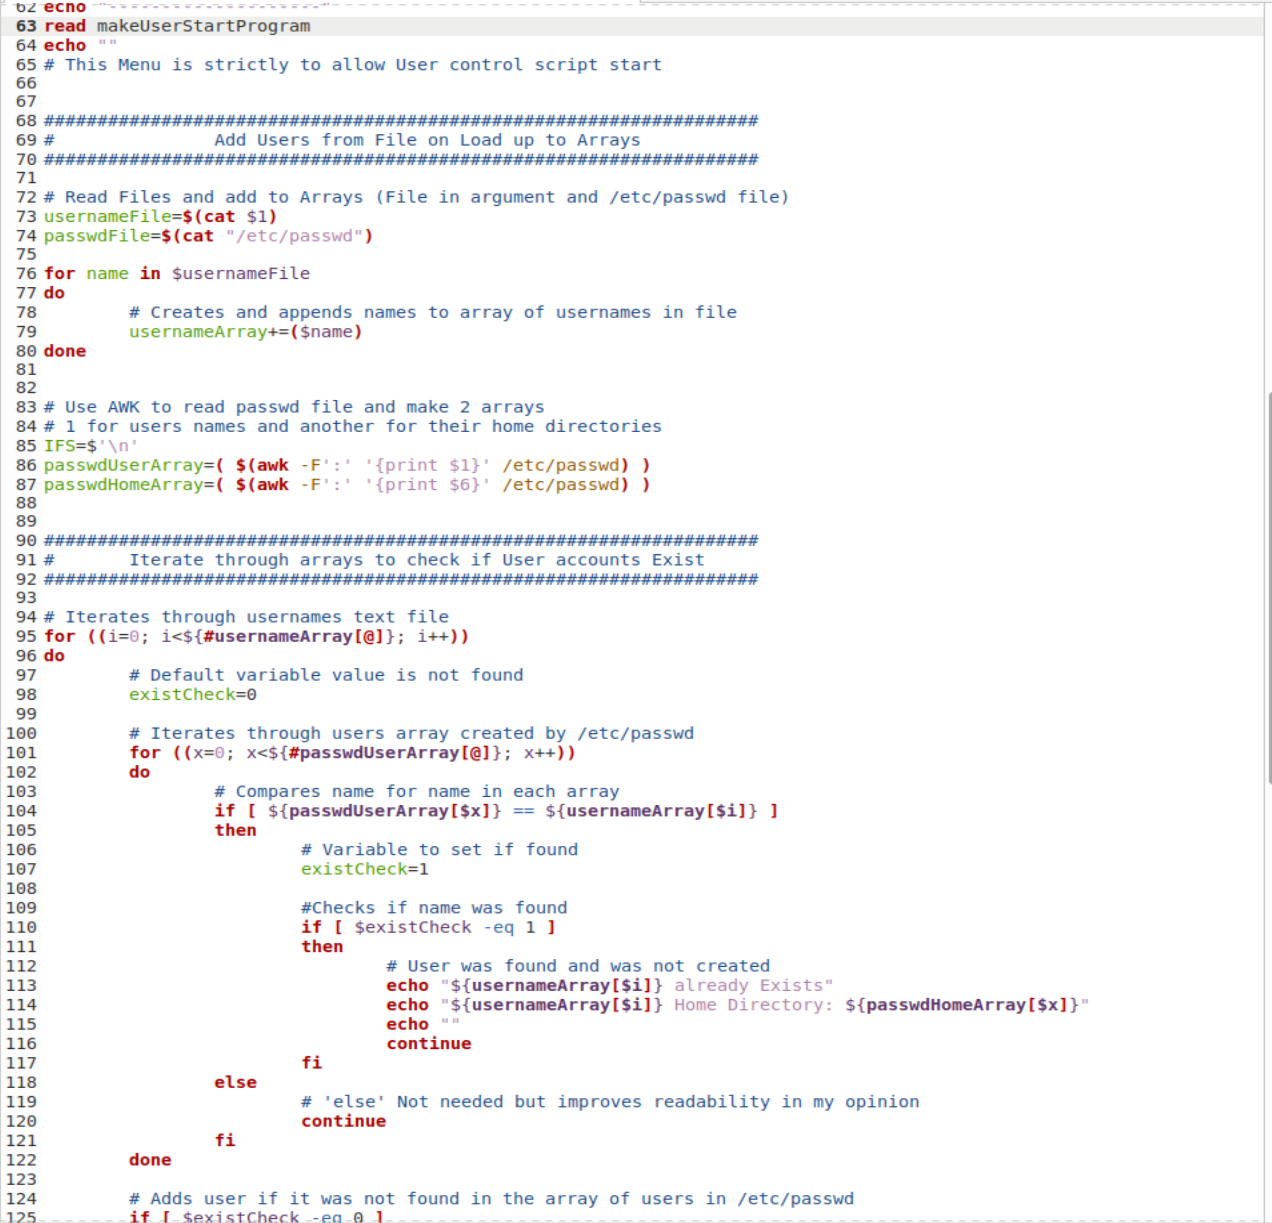 62 echo "--------------------"
63 read makeUserStartProgram
64 echo ""
65 # This Menu is strictly to allow User control script start
66
67
68 ###################################################################
69 #               Add Users from File on Load up to Arrays
70 ###################################################################
71
72 # Read Files and add to Arrays (File in argument and /etc/passwd file)
73 usernameFile=$(cat $1)
74 passwdFile=$(cat "/etc/passwd")
75
76 for name in $usernameFile
77 do
78         # Creates and appends names to array of usernames in file
79         usernameArray+=($name)
80 done
81
82
83 # Use AWK to read passwd file and make 2 arrays
84 # 1 for users names and another for their home directories
85 IFS=$'\n'
86 passwdUserArray=( $(awk -F':' '{print $1}' /etc/passwd) )
87 passwdHomeArray=( $(awk -F':' '{print $6}' /etc/passwd) )
88
89
90 ###################################################################
91 #       Iterate through arrays to check if User accounts Exist
92 ###################################################################
93
94 # Iterates through usernames text file
95 for ((i=0; i<${#usernameArray[@]}; i++))
96 do
97         # Default variable value is not found
98         existCheck=0
99
100         # Iterates through users array created by /etc/passwd
101         for ((x=0; x<${#passwdUserArray[@]}; x++))
102         do
103                 # Compares name for name in each array
104                 if [ ${passwdUserArray[$x]} == ${usernameArray[$i]} ]
105                 then
106                         # Variable to set if found
107                         existCheck=1
108
109                         #Checks if name was found
110                         if [ $existCheck -eq 1 ]
111                         then
112                                 # User was found and was not created
113                                 echo "${usernameArray[$i]} already Exists"
114                                 echo "${usernameArray[$i]} Home Directory: ${passwdHomeArray[$x]}"
115                                 echo ""
116                                 continue
117                         fi
118                 else
119                         # 'else' Not needed but improves readability in my opinion
120                         continue
121                 fi
122         done
123
124         # Adds user if it was not found in the array of users in /etc/passwd
125         if [ $existCheck -eq 0 ]